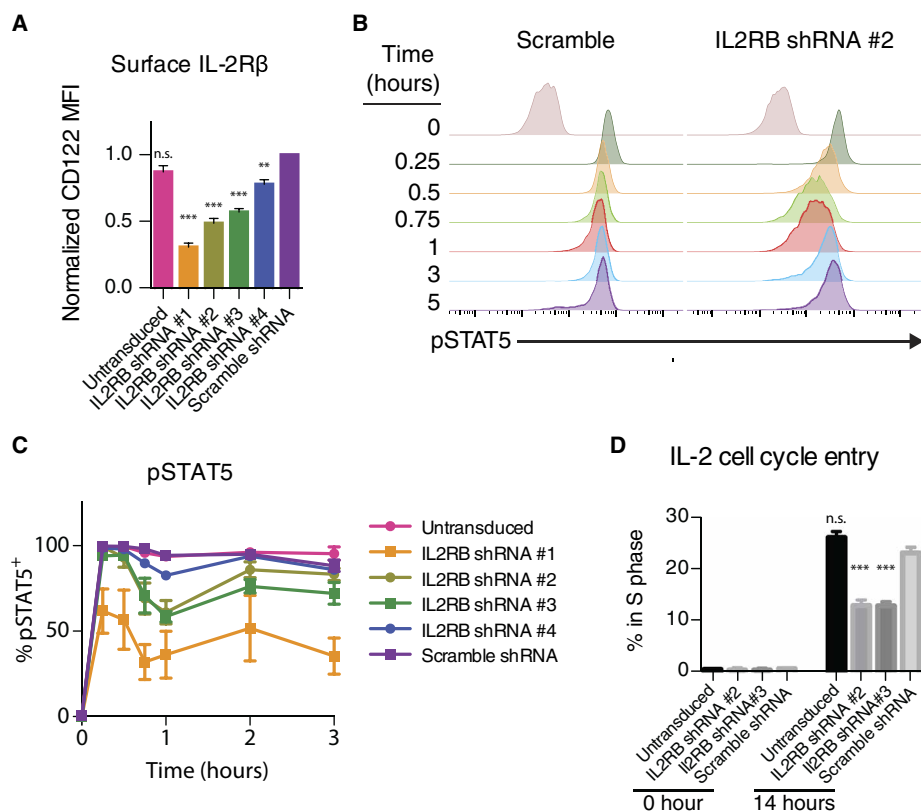 A
Surface IL-2Rβ
Normalized CD122 MFI
1.0
0.5
0.0
n.s.
***
***
***
**
Untransduced
IL2RB shRNA #1
IL2RB shRNA #2
IL2RB shRNA #3
IL2RB shRNA #4
Scramble shRNA
B
Time
(hours)
Scramble
IL2RB shRNA #2
0
0.25
0.5
0.75
1
3
5
pSTAT5
C
pSTAT5
% pSTAT5+
100
50
0
0 1 2 3
Time (hours)
Untransduced
IL2RB shRNA #1
IL2RB shRNA #2
IL2RB shRNA #3
IL2RB shRNA #4
Scramble shRNA
D
IL-2 cell cycle entry
% in S phase
30
20
10
0
n.s.
***
***
Untransduced
IL2RB shRNA #2
IL2RB shRNA#3
Scramble shRNA
Untransduced
IL2RB shRNA #2
Il2RB shRNA#3
Scramble shRNA
0 hour
14 hours